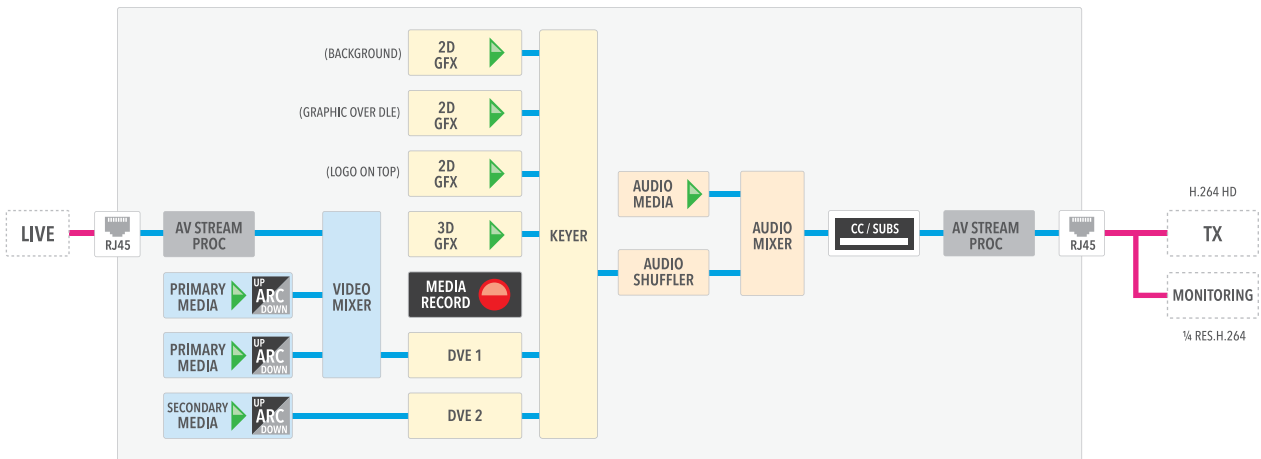 (BACKGROUND)
2D
GFX
(GRAPHIC OVER DLE)
2D
GFX
(LOGO ON TOP)
2D
GFX
3D
GFX
KEYER
LIVE
RJ45
AV STREAM
PROC
PRIMARY
MEDIA
UP
ARC
DOWN
VIDEO
MIXER
MEDIA
RECORD
PRIMARY
MEDIA
UP
ARC
DOWN
DVE 1
SECONDARY
MEDIA
UP
ARC
DOWN
DVE 2
AUDIO
MEDIA
AUDIO
SHUFFLER
AUDIO
MIXER
CC / SUBS
AV STREAM
PROC
RJ45
H.264 HD
TX
MONITORING
¼ RES.H.264